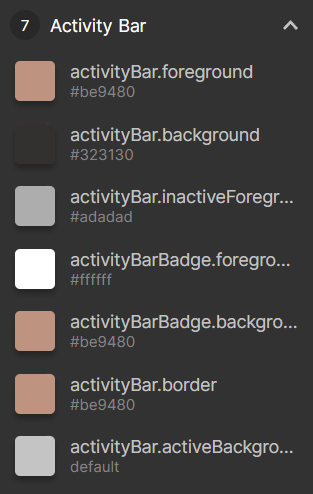 7 Activity Bar
activityBar.foreground
#be9480
activityBar.background
#323130
activityBar.inactiveForegr...
#adadad
activityBarBadge.foregro...
#ffffff
activityBarBadge.backgro...
#be9480
activityBar.border
#be9480
activityBar.activeBackgro...
default